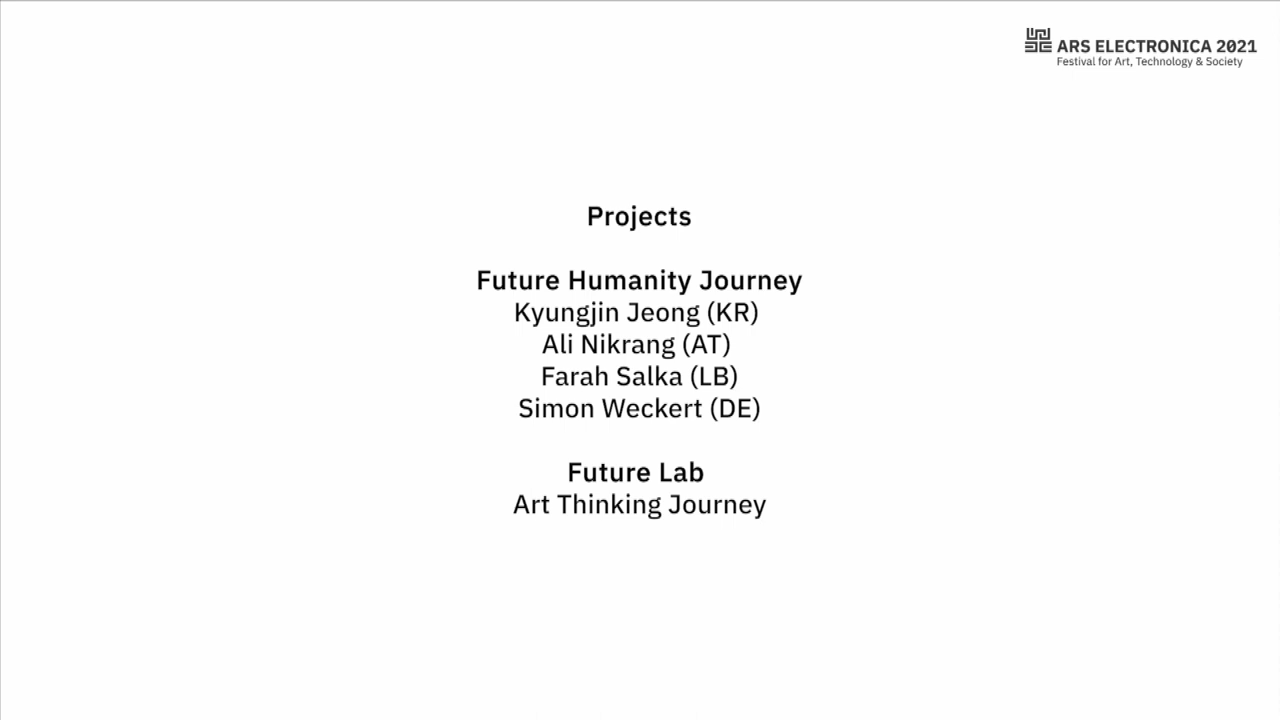 ARS ELECTRONICA 2021
Festival for Art, Technology & Society
Projects
Future Humanity Journey
Kyungjin Jeong (KR)
Ali Nikrang (AT)
Farah Salka (LB)
Simon Weckert (DE)
Future Lab
Art Thinking Journey